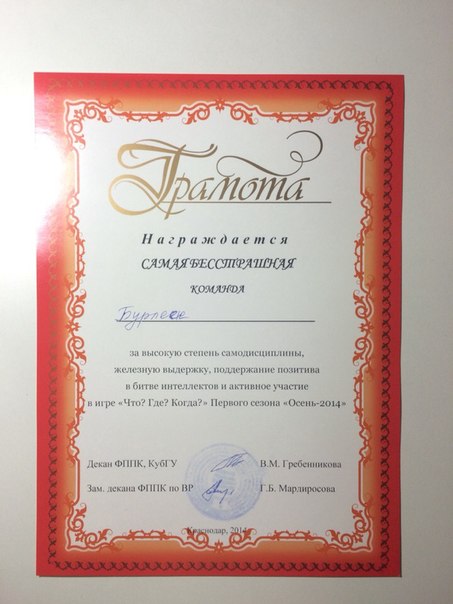 Грамота
Награждается
САМАЯ БЕССТРАШНАЯ
КОМАНДА
Бурлеск
за высокую степень самодисциплины,
железную выдержку, поддержание позитива
в битве интеллектов и активное участие
в игре «Что? Где? Когда?» Первого сезона «Осень-2014»
Декан ФППК, КубГУ В.М. Гребенникова
Зам. декана ФППК по ВР Г.Б. Мардиросова
Краснодар, 2014